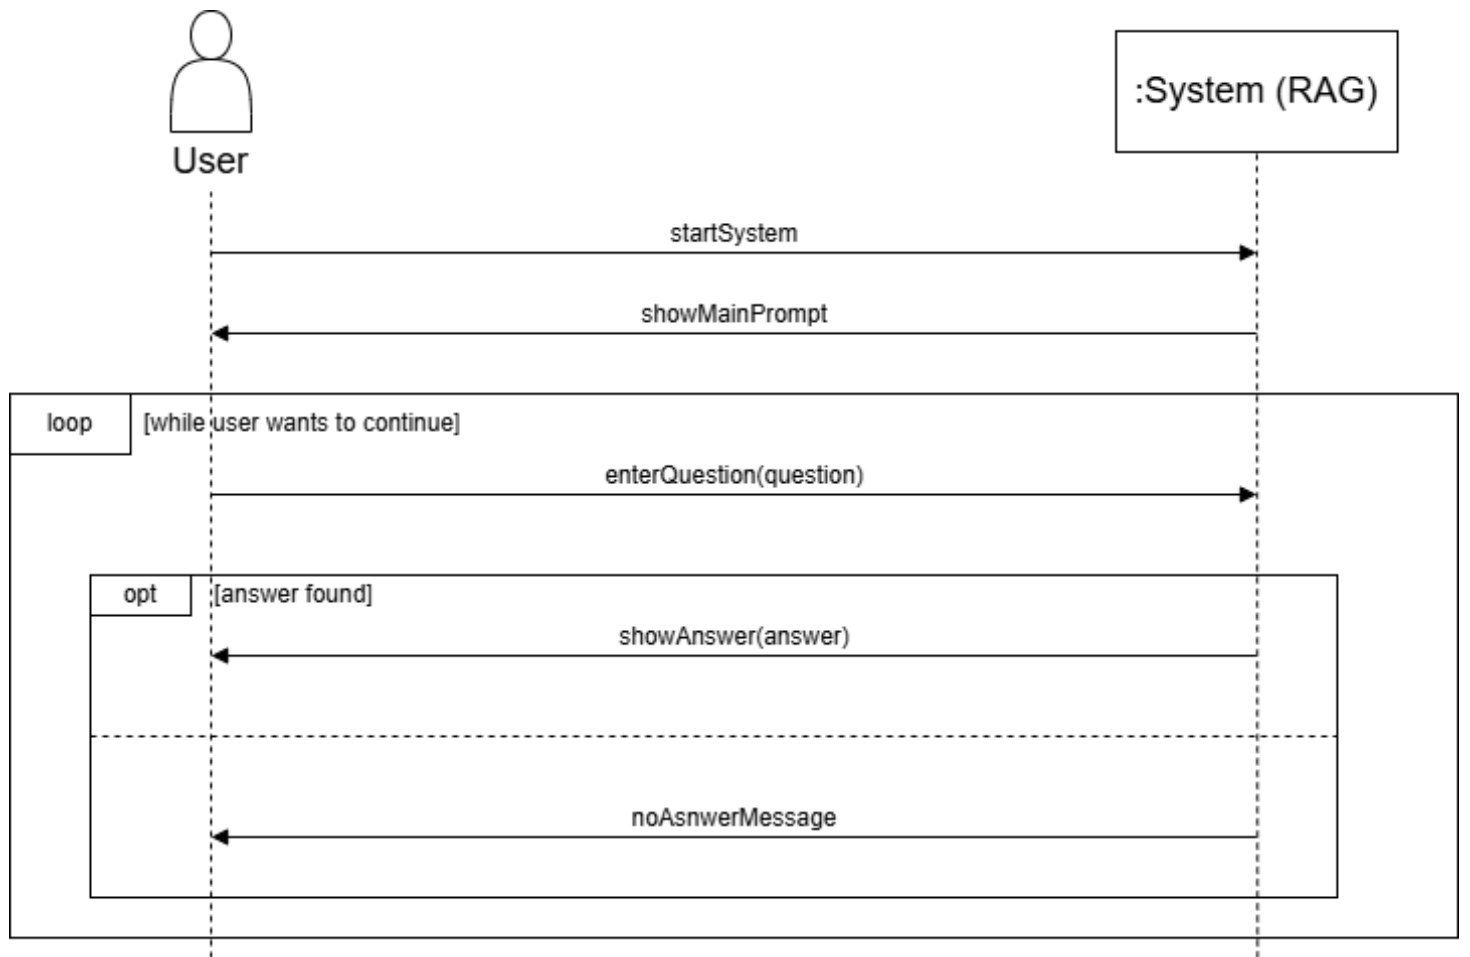 :System (RAG)
User
startSystem
showMainPrompt
loop
[while user wants to continue]
enterQuestion(question)
opt
[answer found]
showAnswer(answer)
noAsnwerMessage